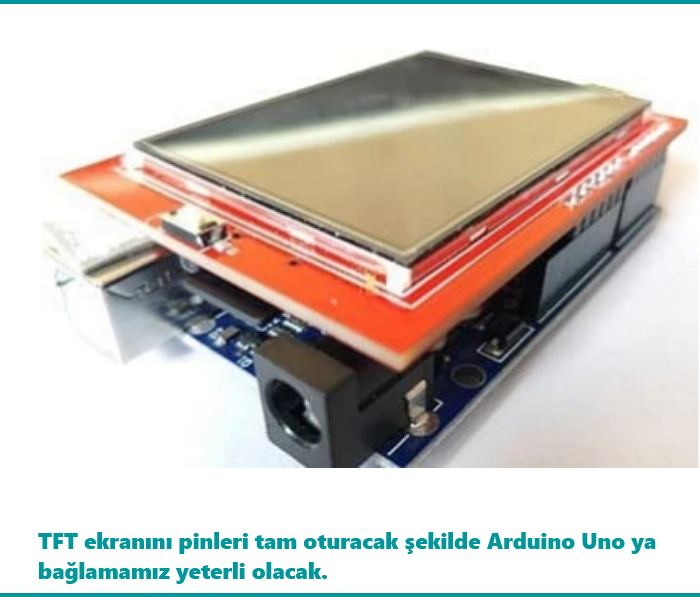 TFT ekranını pinleri tam oturacak şekilde Arduino Uno ya
bağlamamız yeterli olacak.